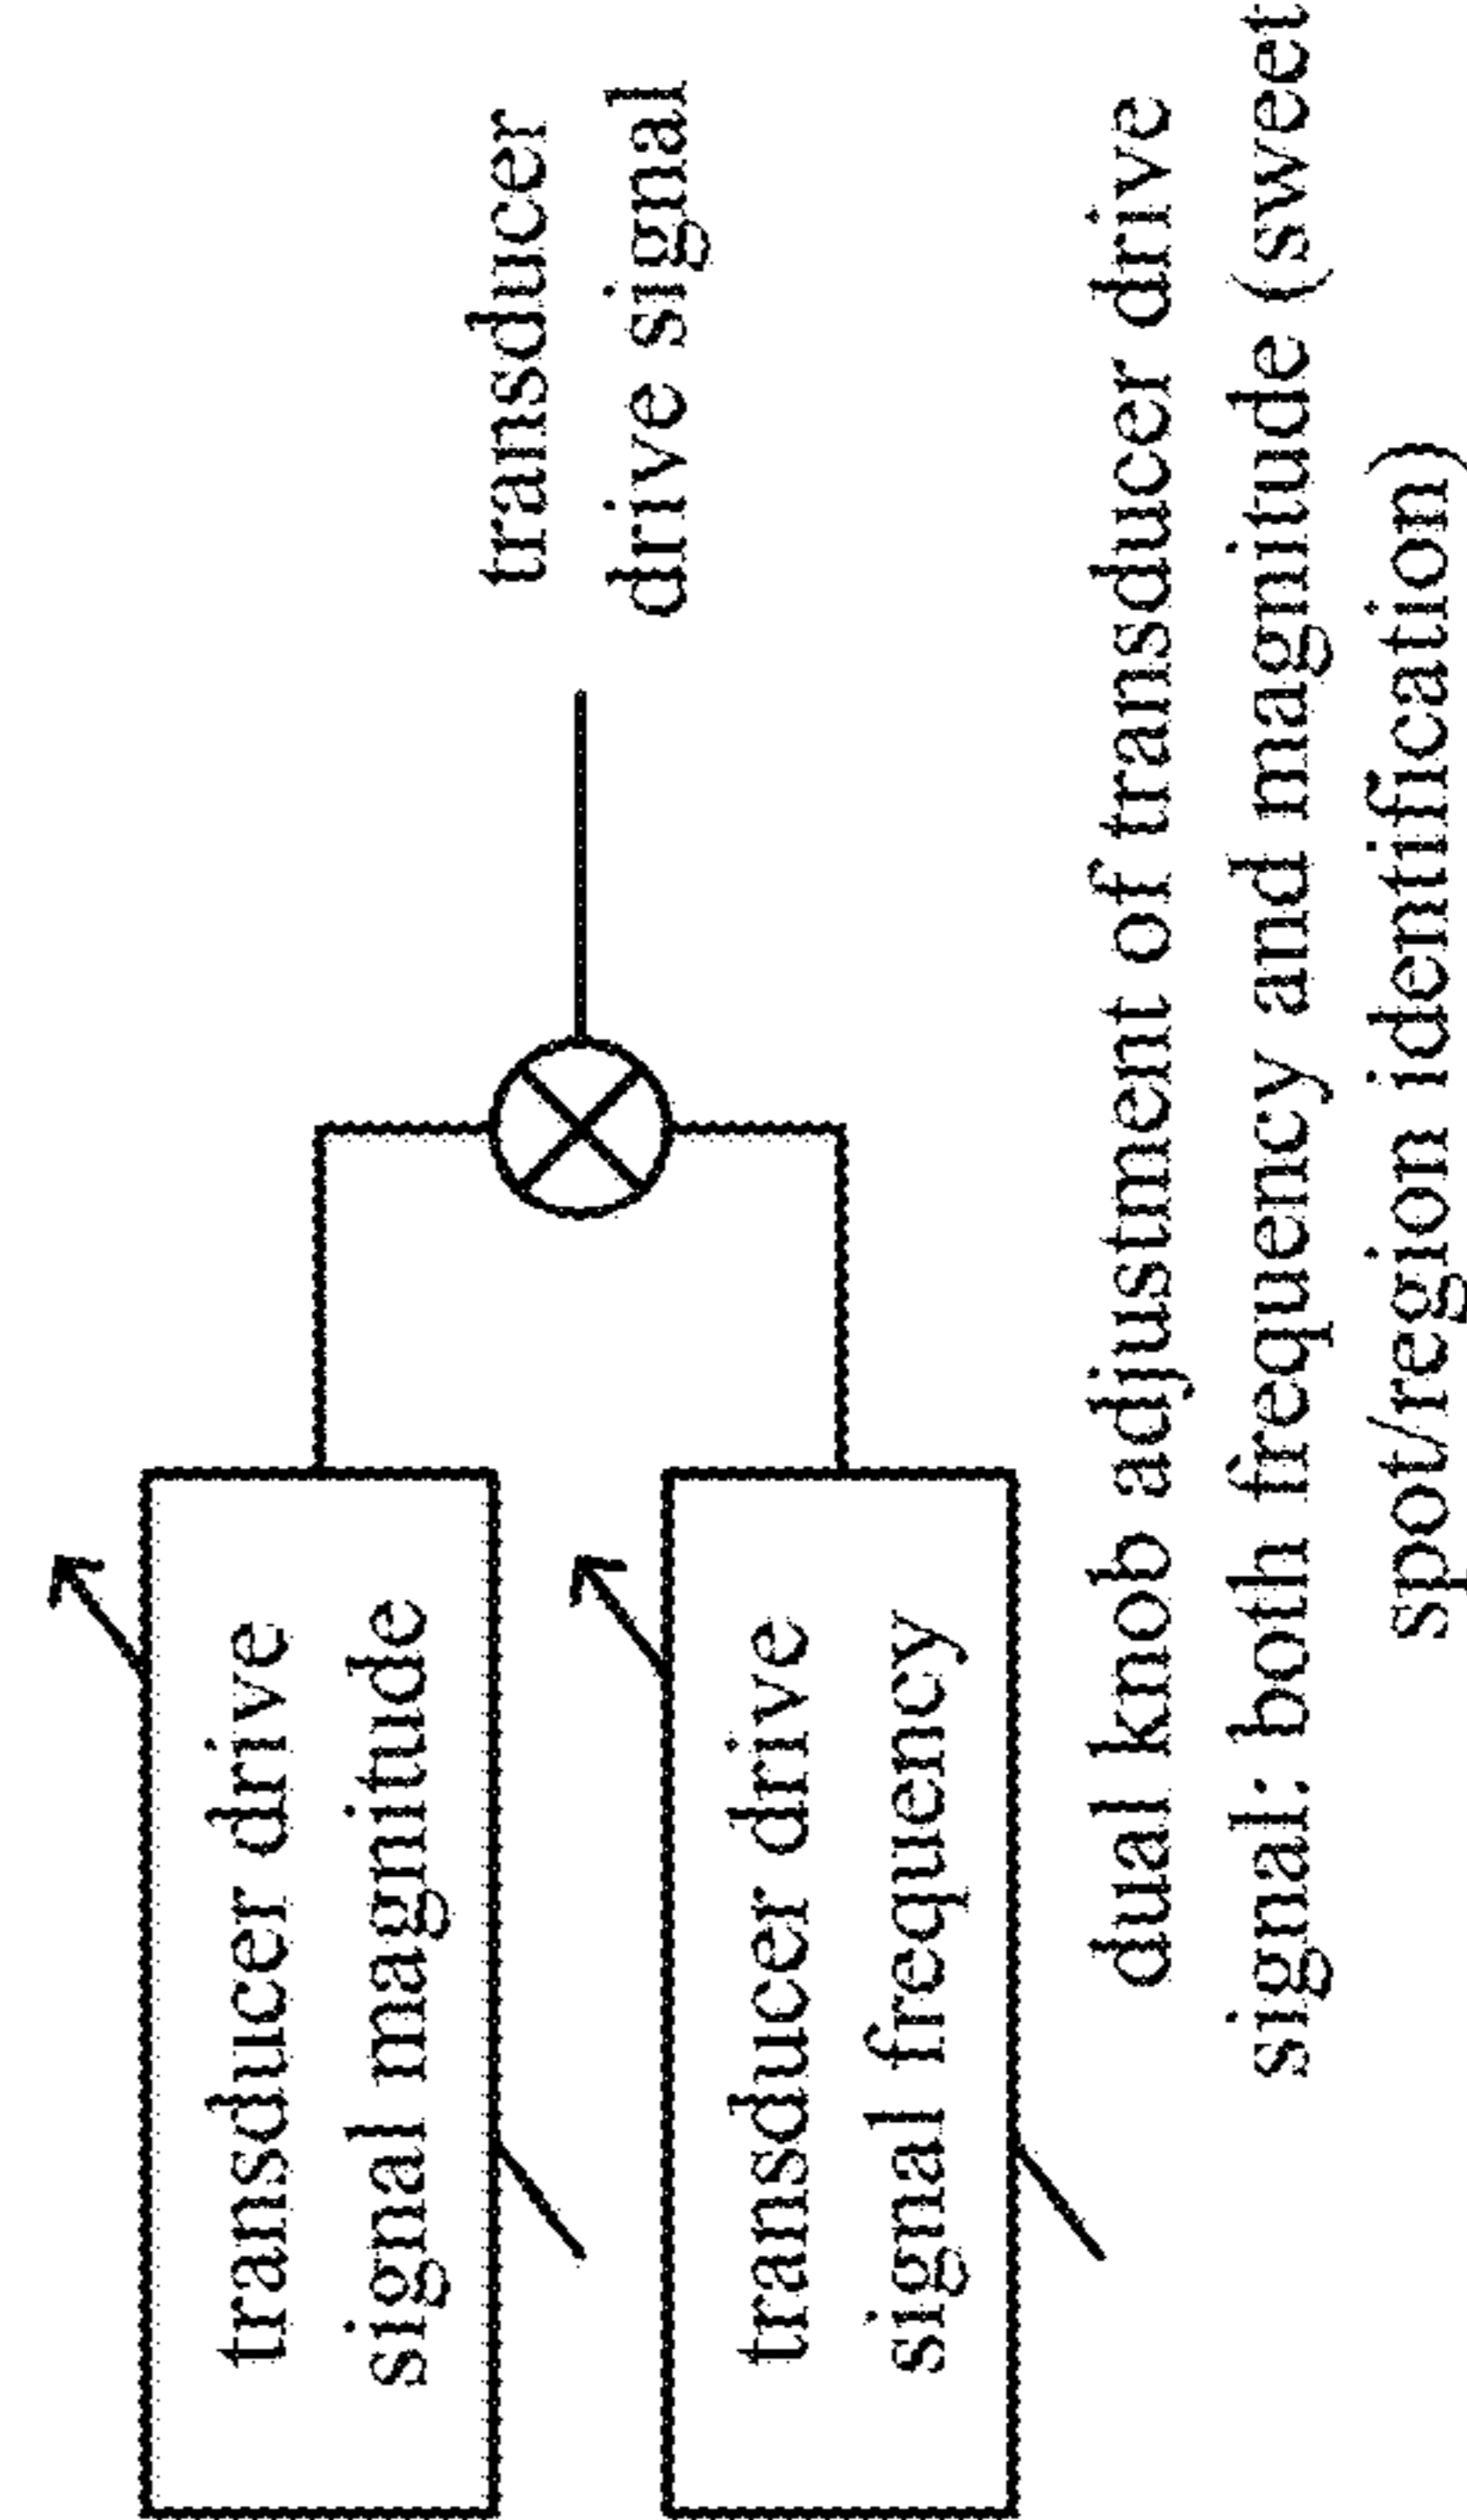 transducer drive
signal magnitude
transducer drive
signal frequency
transducer
drive signal
dual knob adjustment of transducer drive
signal: both frequency and magnitude (sweet
spot/region identification)